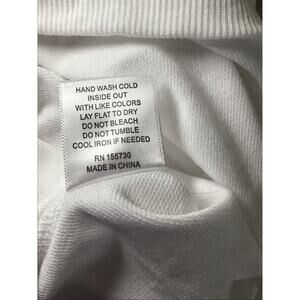 HAND WASH COLD
INSIDE OUT
WITH LIKE COLORS
LAY FLAT TO DRY
DO NOT BLEACH
DO NOT TUMBLE
COOL IRON IF NEEDED
RN 155730
MADE IN CHINA